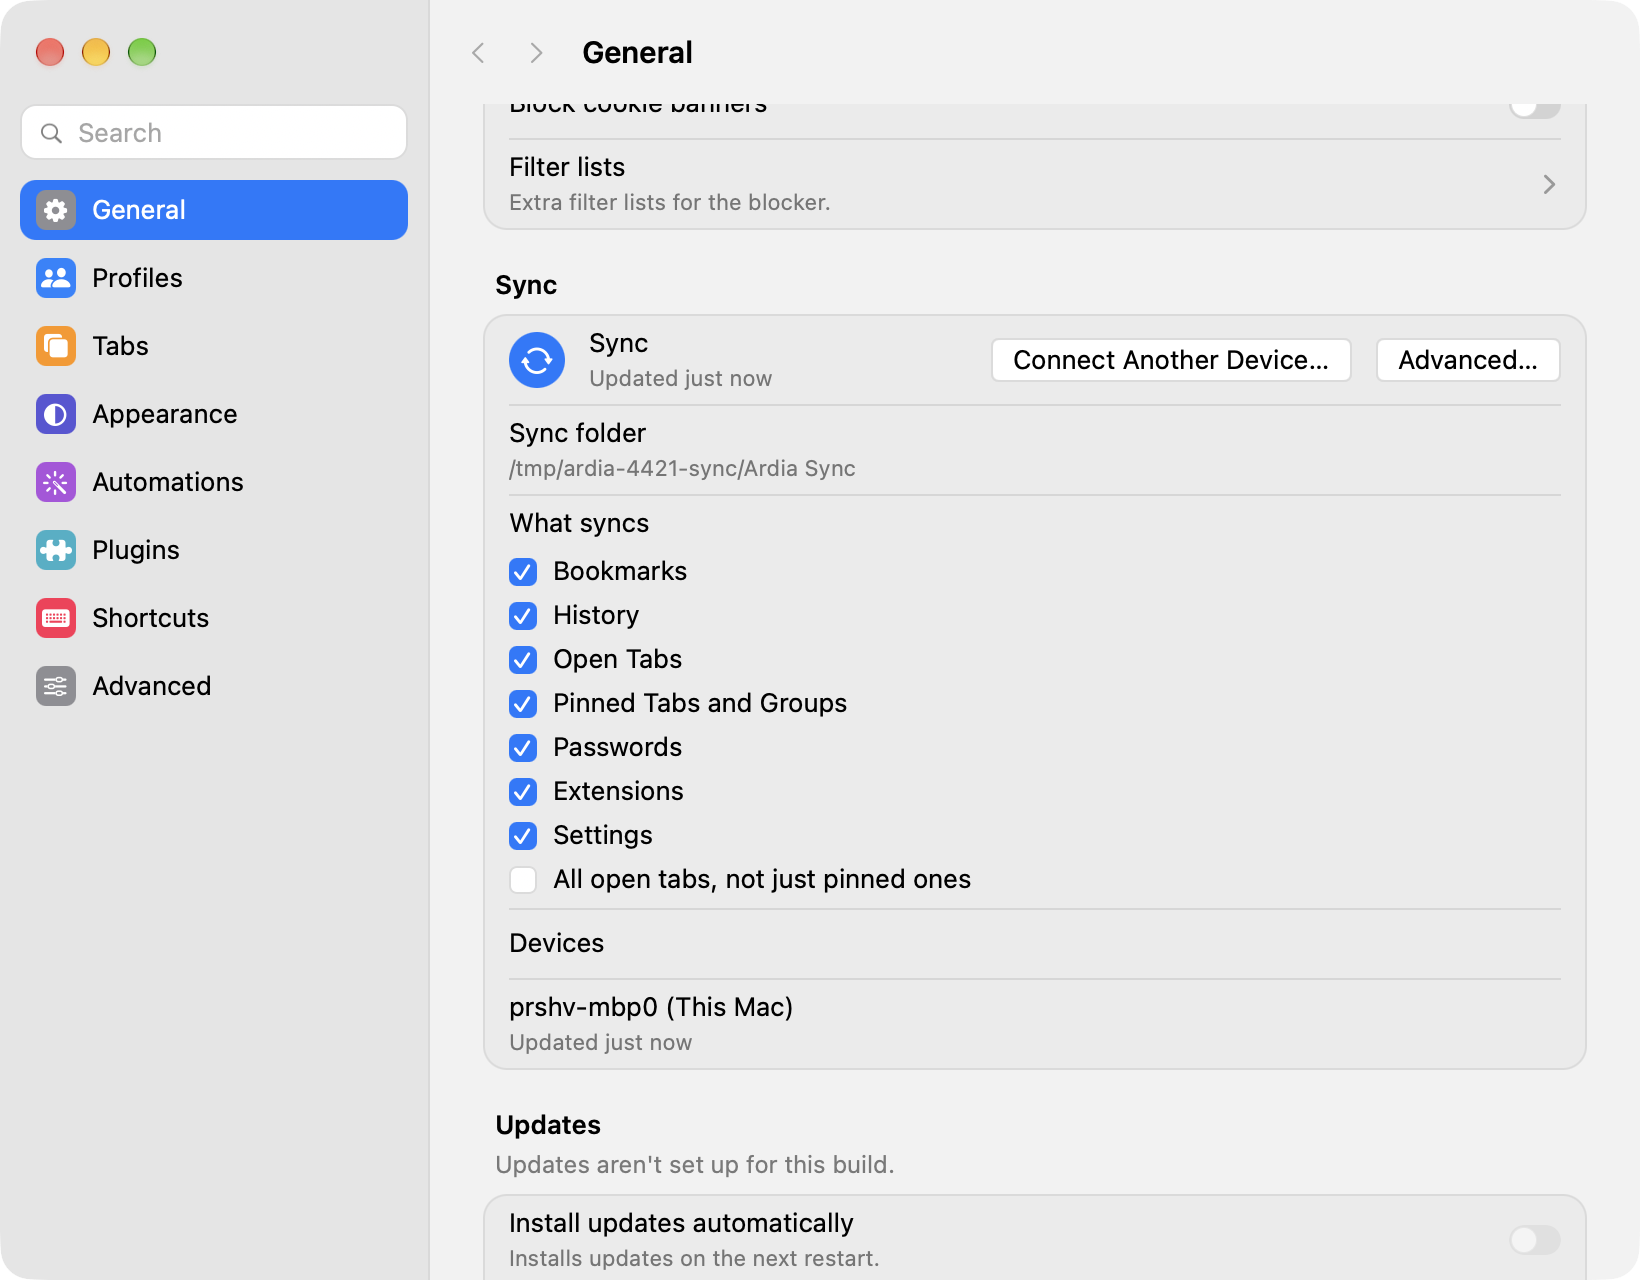 General
Search
General
Profiles
Tabs
Appearance
Automations
Plugins
Shortcuts
Advanced
Block cookie banners
Filter lists
Extra filter lists for the blocker.
Sync
Sync
Updated just now
Connect Another Device...
Advanced...
Sync folder
/tmp/ardia-4421-sync/Ardia Sync
What syncs
Bookmarks
History
Open Tabs
Pinned Tabs and Groups
Passwords
Extensions
Settings
All open tabs, not just pinned ones
Devices
prshv-mbp0 (This Mac)
Updated just now
Updates
Updates aren't set up for this build.
Install updates automatically
Installs updates on the next restart.